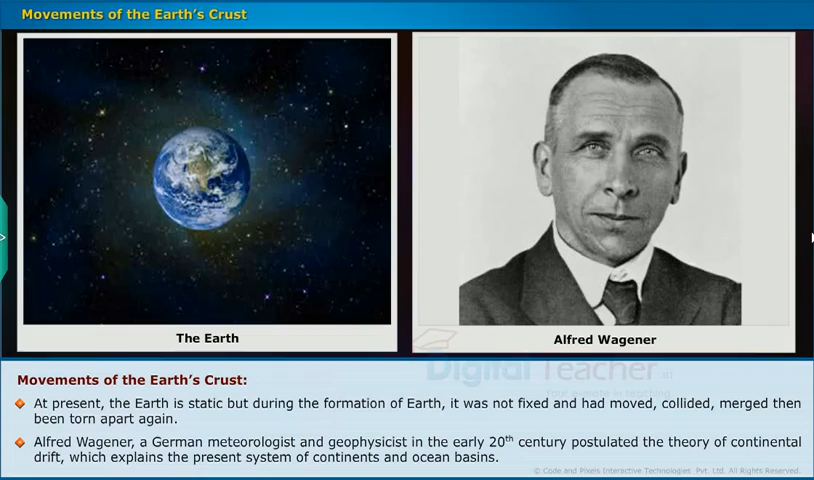 Movements of the Earth's Crust
The Earth
Alfred Wagener
Digital Teacher
Movements of the Earth's Crust:
At present, the Earth is static but during the formation of Earth, it was not fixed and had moved, collided, merged then
been torn apart again.
Alfred Wagener, a German meteorologist and geophysicist in the early 20th century postulated the theory of continental
drift, which explains the present system of continents and ocean basins.
© Code and Pixels Interactive Technologies Pvt. Ltd. All Rights Reserved.